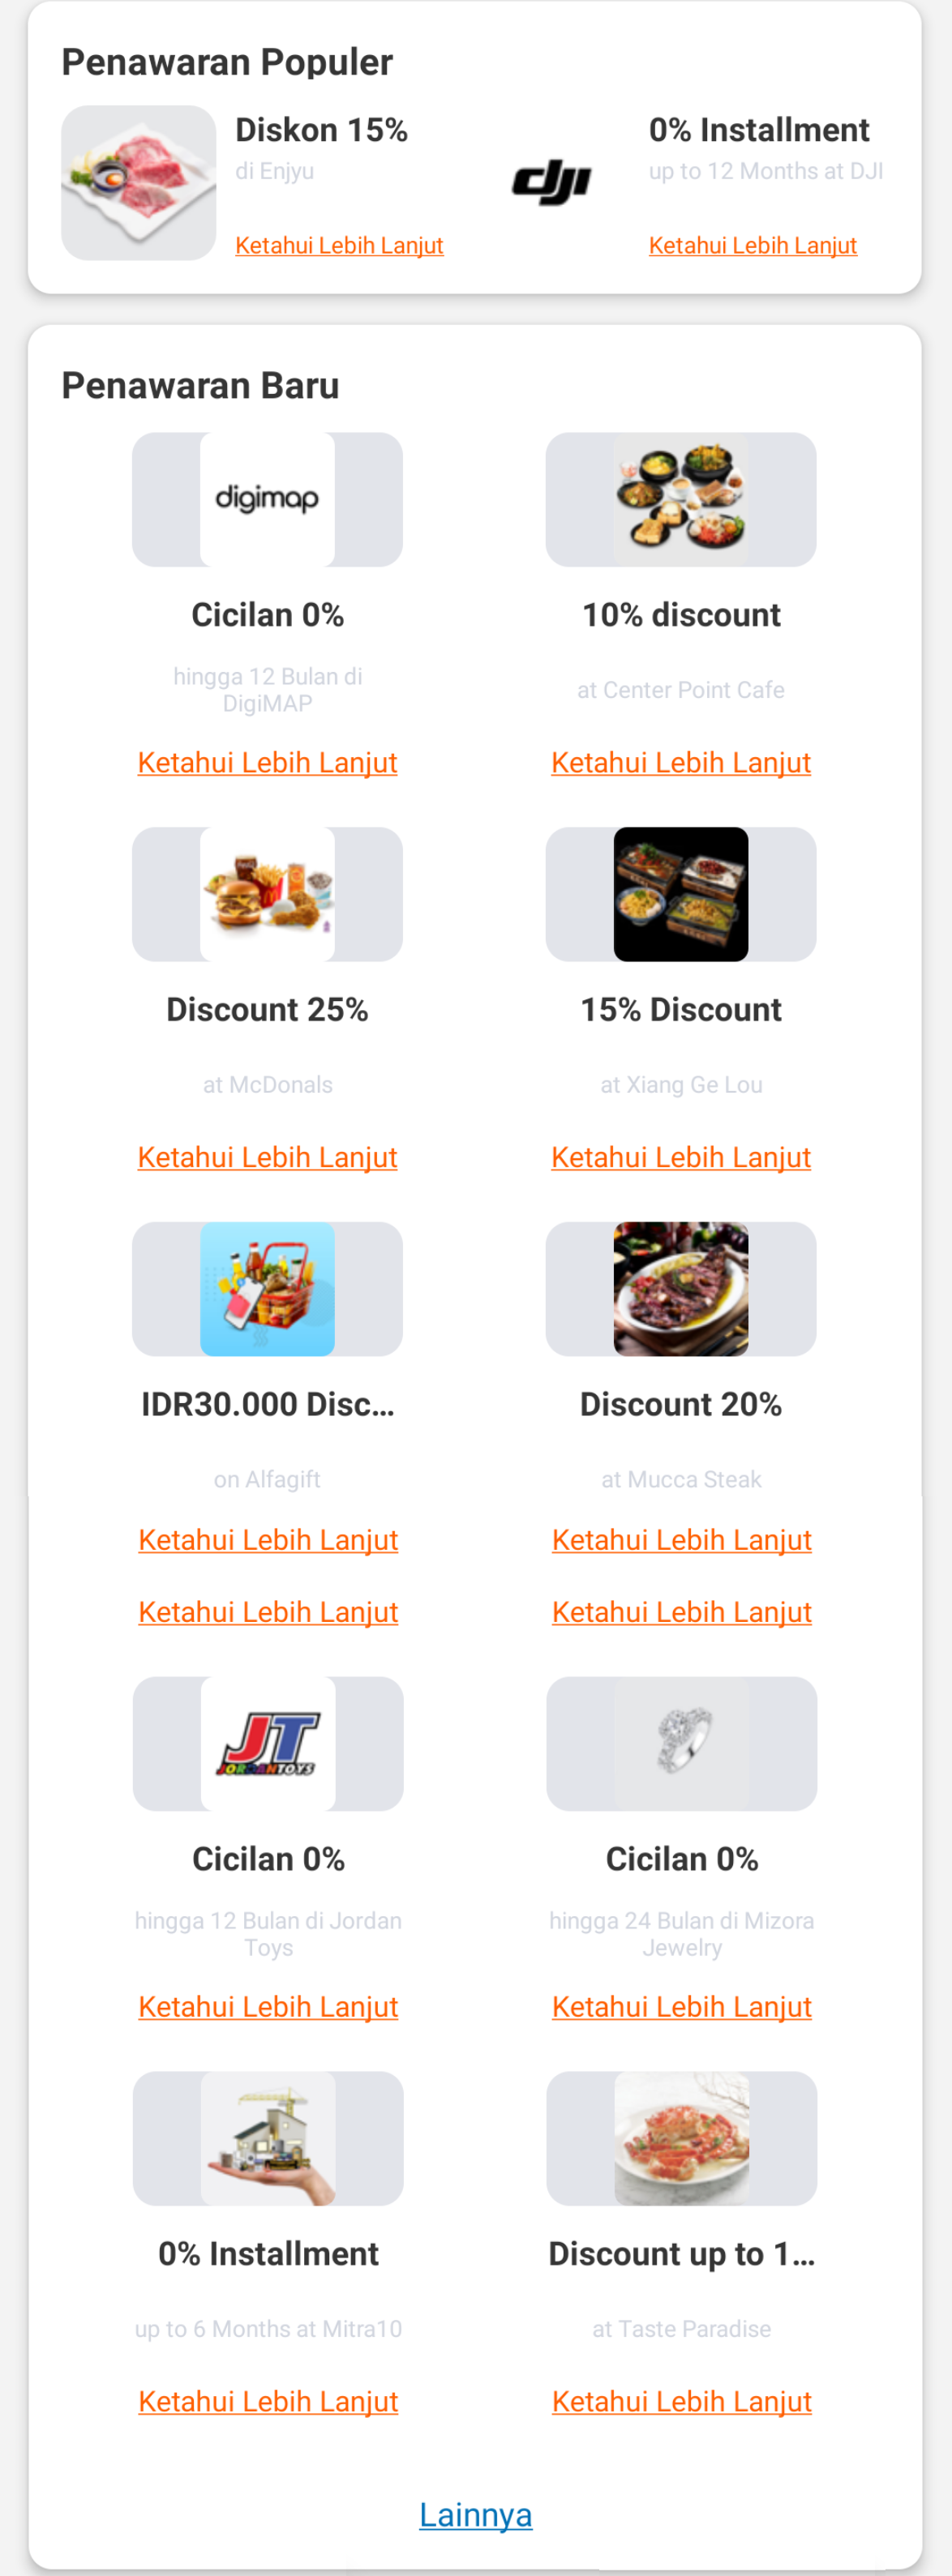 Penawaran Populer
Diskon 15%
di Enjyu
Ketahui Lebih Lanjut
dji
0% Installment
up to 12 Months at DJI
Ketahui Lebih Lanjut
Penawaran Baru
digimap
Cicilan 0%
hingga 12 Bulan di
DigiMAP
Ketahui Lebih Lanjut
10% discount
at Center Point Cafe
Ketahui Lebih Lanjut
Discount 25%
at McDonals
Ketahui Lebih Lanjut
15% Discount
at Xiang Ge Lou
Ketahui Lebih Lanjut
IDR30.000 Disc...
on Alfagift
Ketahui Lebih Lanjut
Ketahui Lebih Lanjut
Discount 20%
at Mucca Steak
Ketahui Lebih Lanjut
Ketahui Lebih Lanjut
JT
JORDANTOYS
Cicilan 0%
hingga 12 Bulan di Jordan
Toys
Ketahui Lebih Lanjut
Cicilan 0%
hingga 24 Bulan di Mizora
Jewelry
Ketahui Lebih Lanjut
0% Installment
up to 6 Months at Mitra10
Ketahui Lebih Lanjut
Discount up to 1...
at Taste Paradise
Ketahui Lebih Lanjut
Lainnya